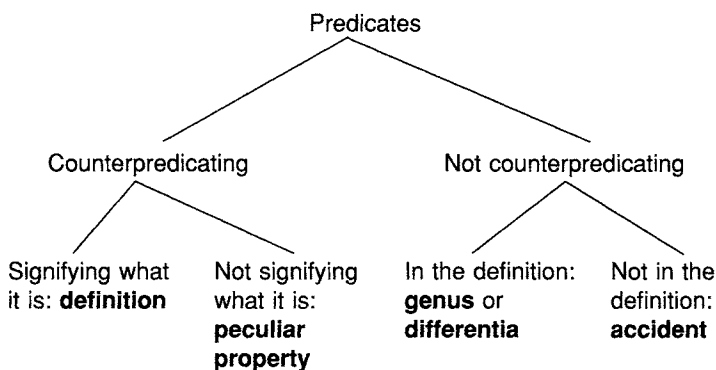 Predicates
Counterpredicating
Not counterpredicating
Signifying what
it is: definition
Not signifying
what it is:
peculiar
property
In the definition:
genus or
differentia
Not in the
definition:
accident